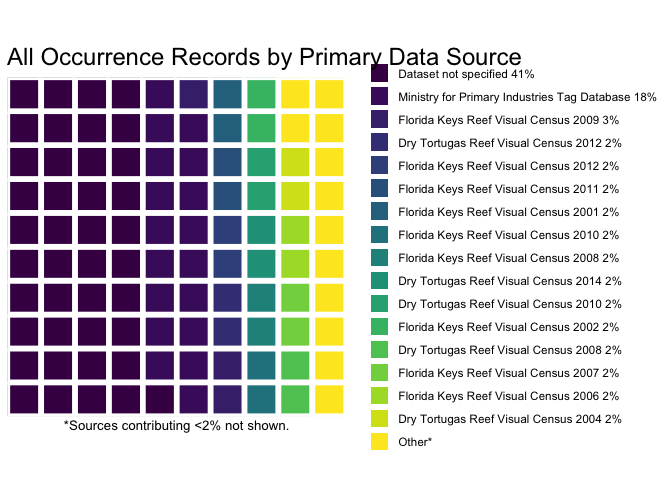 All Occurrence Records by Primary Data Source
Dataset not specified 41%
Ministry for Primary Industries Tag Database 18%
Florida Keys Reef Visual Census 2009 3%
Dry Tortugas Reef Visual Census 2012 2%
Florida Keys Reef Visual Census 2012 2%
Florida Keys Reef Visual Census 2011 2%
Florida Keys Reef Visual Census 2001 2%
Florida Keys Reef Visual Census 2010 2%
Florida Keys Reef Visual Census 2008 2%
Dry Tortugas Reef Visual Census 2014 2%
Dry Tortugas Reef Visual Census 2010 2%
Florida Keys Reef Visual Census 2002 2%
Dry Tortugas Reef Visual Census 2008 2%
Florida Keys Reef Visual Census 2007 2%
Florida Keys Reef Visual Census 2006 2%
Dry Tortugas Reef Visual Census 2004 2%
Other*
*Sources contributing <2% not shown.